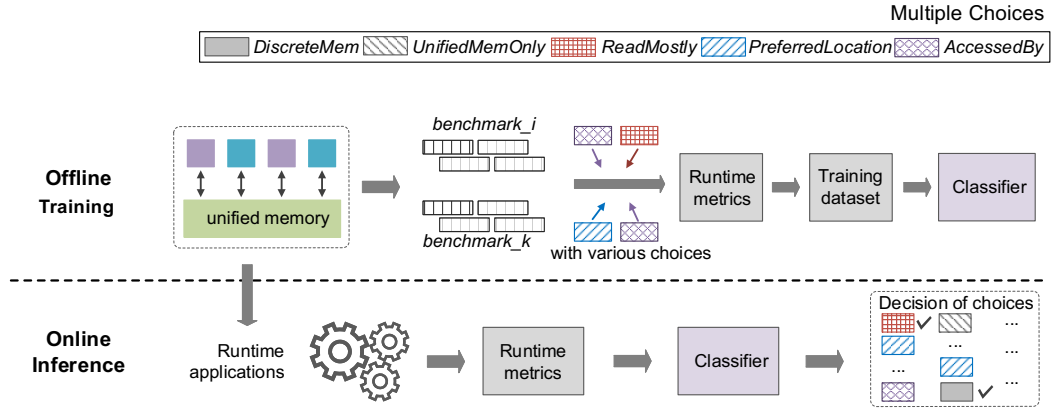 Multiple Choices
DiscreteMem UnifiedMemOnly ReadMostly PreferredLocation AccessedBy
Offline
Training
unified memory
benchmark_i
benchmark_k
with various choices
Runtime
metrics
Training
dataset
Classifier
Online
Inference
Runtime
applications
Runtime
metrics
Classifier
Decision of choices
...
... ...
... ...
...